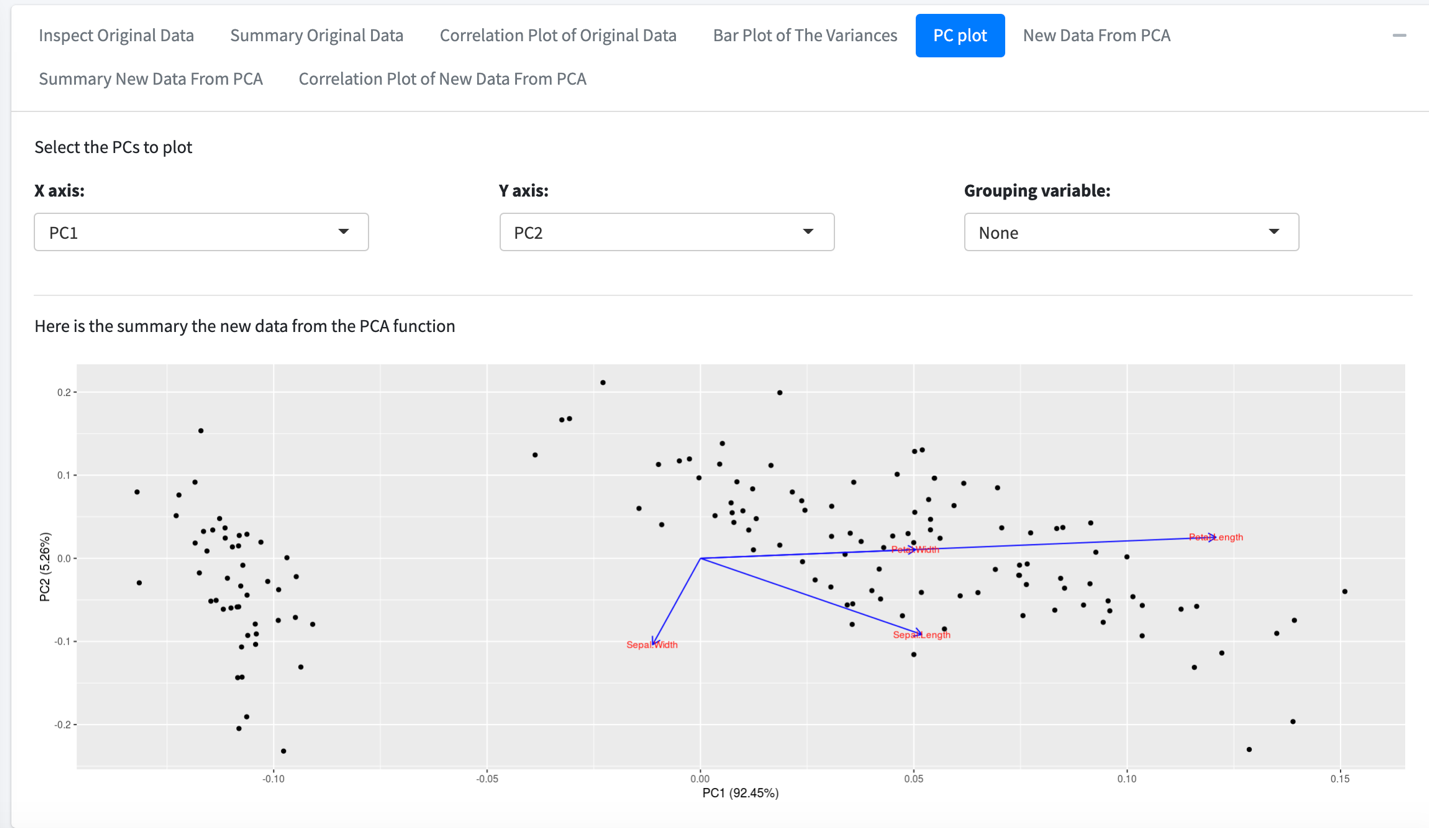 Inspect Original Data Summary Original Data Correlation Plot of Original Data Bar Plot of The Variances PC plot New Data From PCA
Summary New Data From PCA Correlation Plot of New Data From PCA
Select the PCs to plot
X axis: Y axis: Grouping variable:
PC1 PC2 None
Here is the summary the new data from the PCA function
0.2
0.1
0.0
-0.1
-0.2
PC2 (5.26%)
Petal.Length
Petal.Width
Sepal.Length
Sepal.Width
-0.10 -0.05 0.00 0.05 0.10 0.15
PC1 (92.45%)